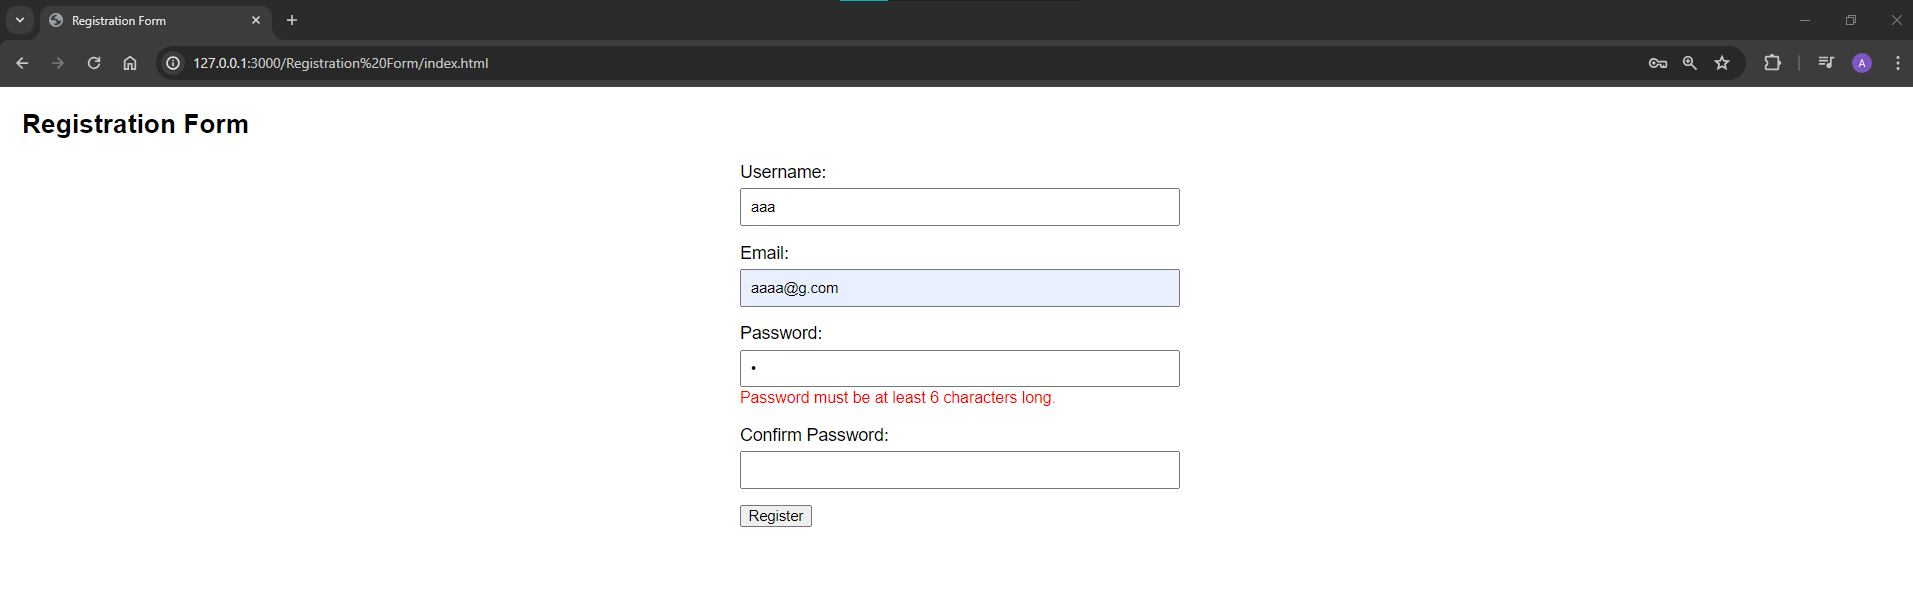 Registration Form
127.0.0.1:3000/Registration%20Form/index.html
A
Registration Form
Username:
aaa
Email:
aaaa@g.com
Password:
•
Password must be at least 6 characters long.
Confirm Password:
Register